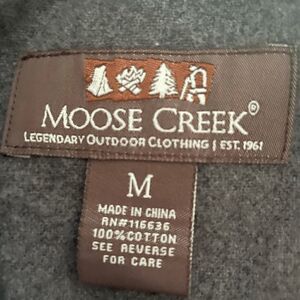 MOOSE CREEK®
LEGENDARY OUTDOOR CLOTHING | EST. 1961
M
MADE IN CHINA
RN#116636
100% COTTON
SEE REVERSE
FOR CARE